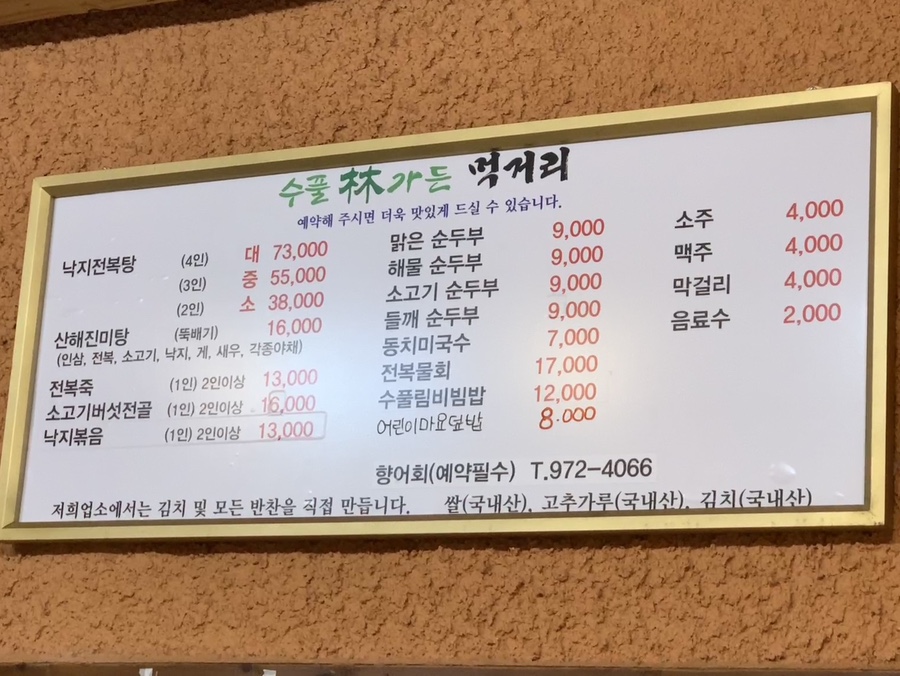 수풀林가든 먹거리
예약해 주시면 더욱 맛있게 드실 수 있습니다.
낙지전복탕 (4인) 대 73,000
(3인) 중 55,000
(2인) 소 38,000
산해진미탕 (뚝배기) 16,000
(인삼, 전복, 소고기, 낙지, 게, 새우, 각종야채)
전복죽 (1인) 2인이상 13,000
소고기버섯전골 (1인) 2인이상 16,000
낙지볶음 (1인) 2인이상 13,000
맑은 순두부 9,000
해물 순두부 9,000
소고기 순두부 9,000
들깨 순두부 9,000
동치미국수 7,000
전복물회 17,000
수풀림비빔밥 12,000
어린이마요덮밥 8.000
소주 4,000
맥주 4,000
막걸리 4,000
음료수 2,000
향어회(예약필수) T.972-4066
저희업소에서는 김치 및 모든 반찬을 직접 만듭니다. 쌀(국내산), 고추가루(국내산), 김치(국내산)